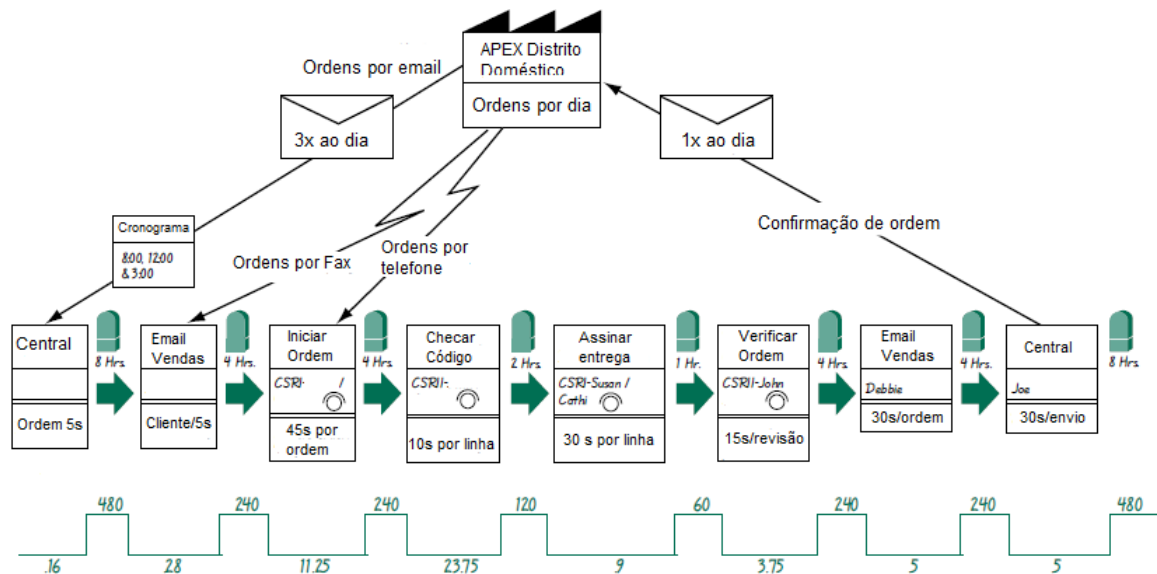 APEX Distrito
Doméstico
Ordens por dia
Ordens por email
3x ao dia
1x ao dia
Cronograma
8:00, 12:00
& 3:00
Ordens por Fax
Ordens por
telefone
Confirmação de ordem
Central
Ordem 5s
8 Hrs.
Email
Vendas
Cliente/5s
4 Hrs.
Iniciar
Ordem
CSRI- /
45s por
ordem
4 Hrs.
Checar
Código
CSRII-
10s por linha
2 Hrs.
Assinar
entrega
CSRI-Susan /
Cathi
30 s por linha
1 Hr.
Verificar
Ordem
CSRII-John
15s/revisão
4 Hrs.
Email
Vendas
Debbie
30s/ordem
4 Hrs.
Central
Joe
30s/envio
8 Hrs.
480 240 240 120 60 240 240 480
.16 28 11.25 23.75 9 3.75 5 5